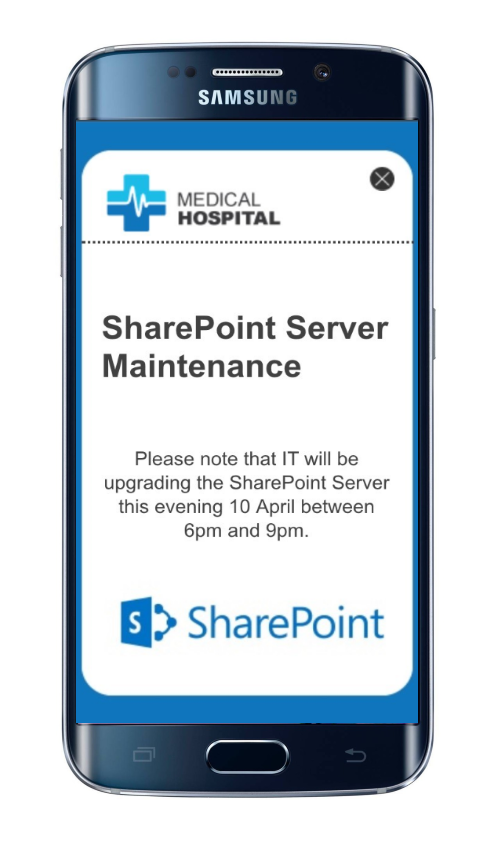 SAMSUNG
MEDICAL
HOSPITAL
SharePoint Server
Maintenance
Please note that IT will be
upgrading the SharePoint Server
this evening 10 April between
6pm and 9pm.
S SharePoint